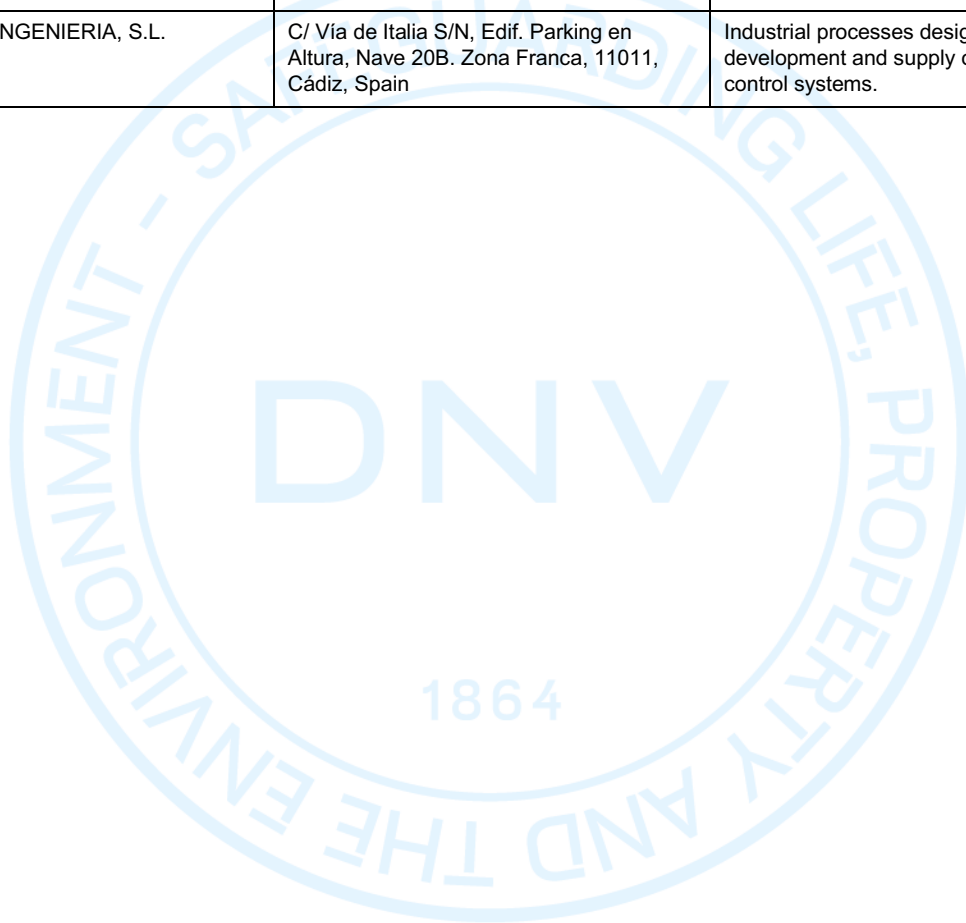 NGENIERIA, S.L.
C/ Vía de Italia S/N, Edif. Parking en
Altura, Nave 20B. Zona Franca, 11011,
Cádiz, Spain
Industrial processes desig
development and supply
control systems.
SAFEGUARDING LIFE, PROPERTY AND THE ENVIRONMENT -
DNV
1864